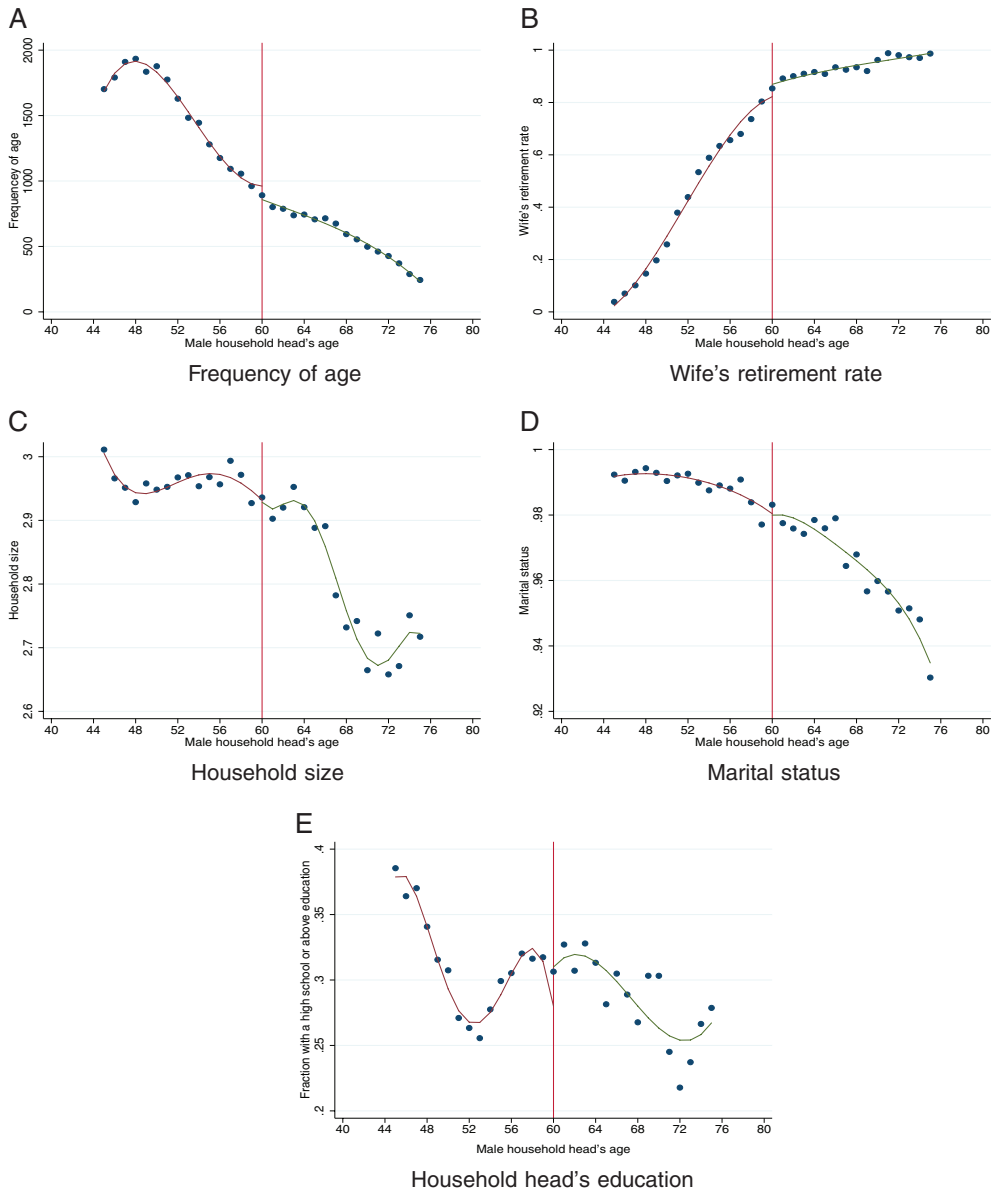 A
Frequencey of age
2000
1500
1000
500
0
40 44 48 52 56 60 64 68 72 76 80
Male household head's age
Frequency of age
B
Wife's retirement rate
1
.8
.6
.4
.2
0
40 44 48 52 56 60 64 68 72 76 80
Male household head's age
Wife's retirement rate
C
Household size
3
2.9
2.8
2.7
2.6
40 44 48 52 56 60 64 68 72 76 80
Male household head's age
Household size
D
Marital status
1
.98
.96
.94
.92
40 44 48 52 56 60 64 68 72 76 80
Male household head's age
Marital status
E
Fraction with a high school or above education
.4
.35
.3
.25
.2
40 44 48 52 56 60 64 68 72 76 80
Male household head's age
Household head's education